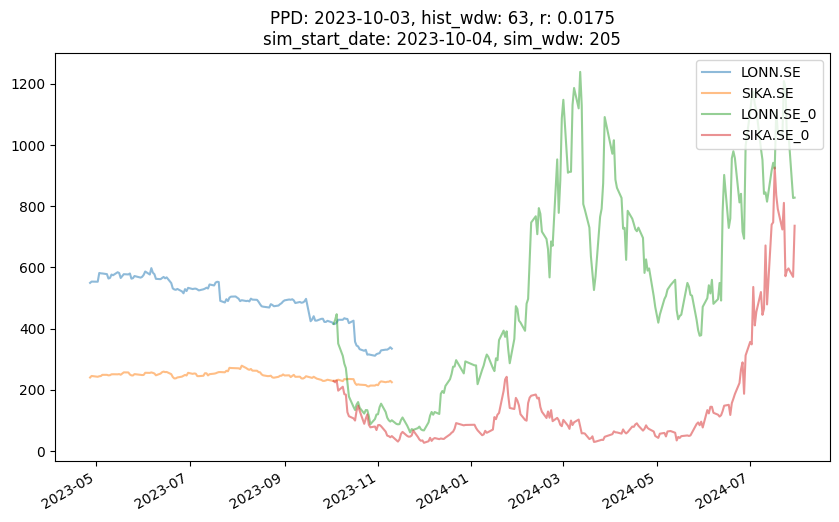 PPD: 2023-10-03, hist_wdw: 63, r: 0.0175
sim_start_date: 2023-10-04, sim_wdw: 205
LONN.SE
SIKA.SE
LONN.SE_0
SIKA.SE_0
1200
1000
800
600
400
200
0
2023-05
2023-07
2023-09
2023-11
2024-01
2024-03
2024-05
2024-07